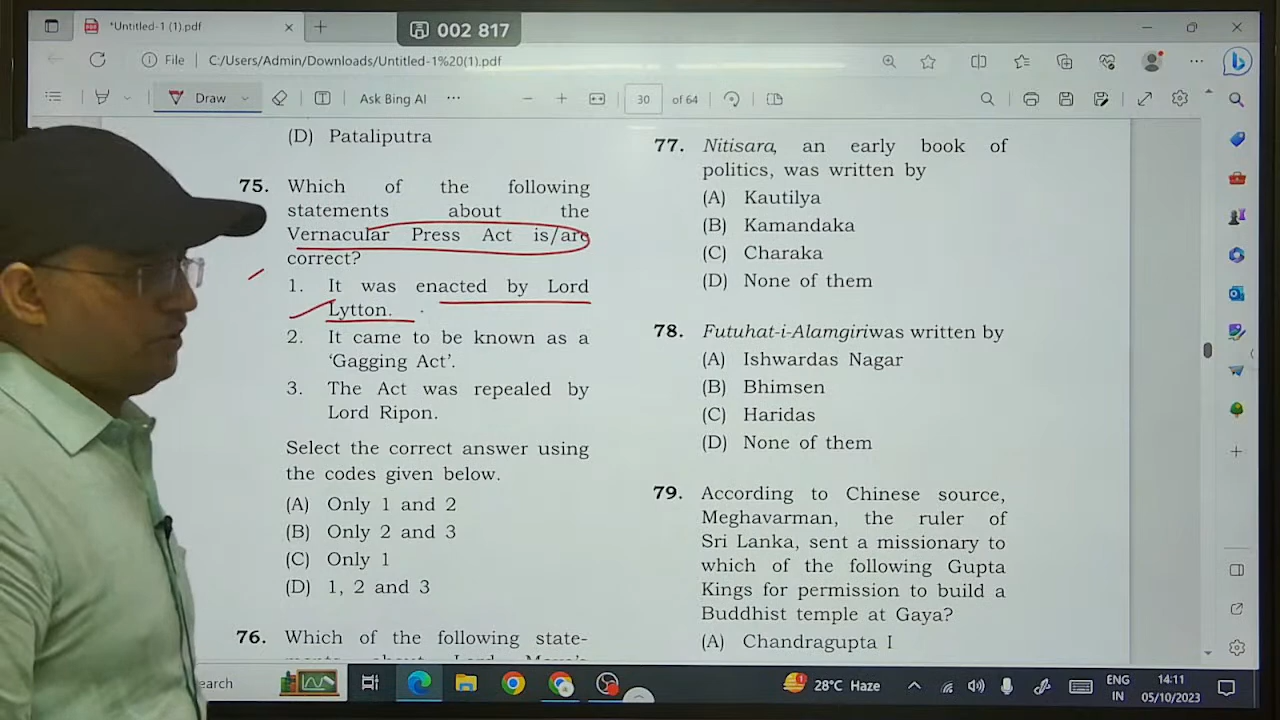 *Untitled-1 (1).pdf
002 817
File
C:/Users/Admin/Downloads/Untitled-1%20(1).pdf
Draw
Ask Bing AI
30
of 64
(D) Pataliputra
75. Which of the following
statements about the
Vernacular Press Act is/are
correct?
1. It was enacted by Lord
Lytton.
2. It came to be known as a
‘Gagging Act’.
3. The Act was repealed by
Lord Ripon.
Select the correct answer using
the codes given below.
(A) Only 1 and 2
(B) Only 2 and 3
(C) Only 1
(D) 1, 2 and 3
76. Which of the following state-
77. Nitisara, an early book of
politics, was written by
(A) Kautilya
(B) Kamandaka
(C) Charaka
(D) None of them
78. Futuhat-i-Alamgiriwas written by
(A) Ishwardas Nagar
(B) Bhimsen
(C) Haridas
(D) None of them
79. According to Chinese source,
Meghavarman, the ruler of
Sri Lanka, sent a missionary to
which of the following Gupta
Kings for permission to build a
Buddhist temple at Gaya?
(A) Chandragupta I
earch
28°C Haze
ENG
IN
14:11
05/10/2023